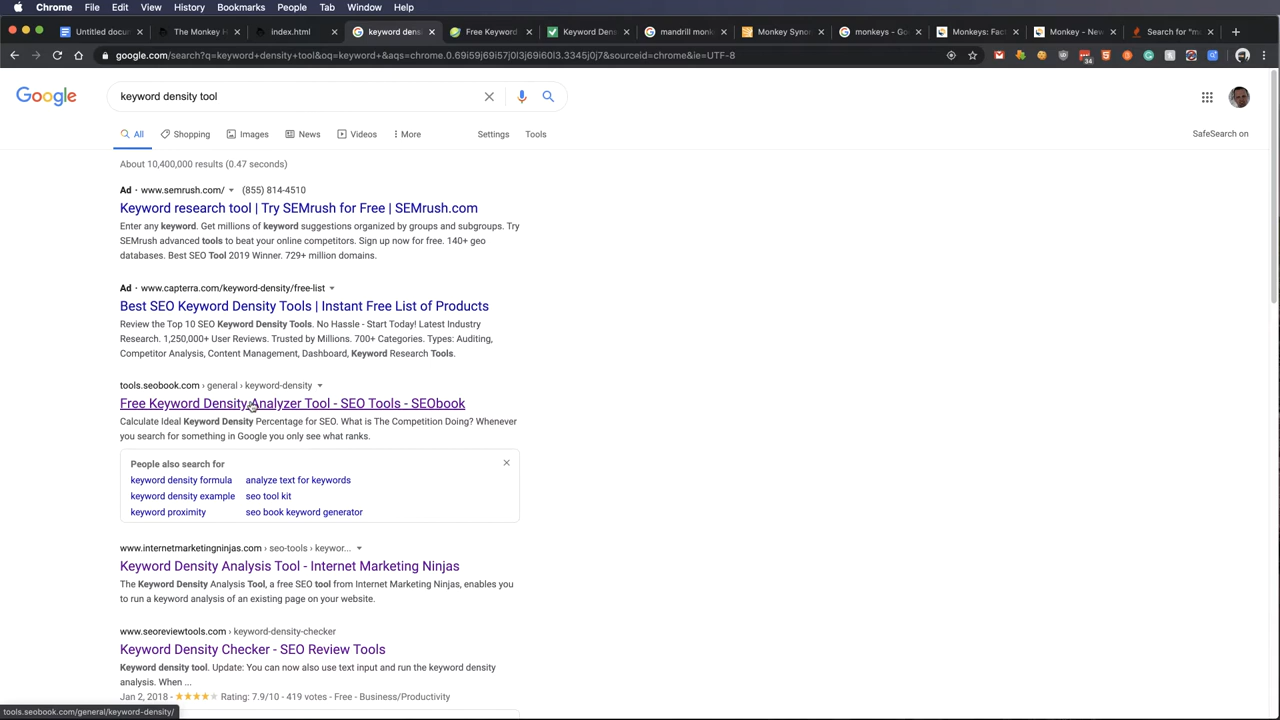 Chrome File Edit View History Bookmarks People Tab Window Help
Untitled docu
The Monkey H
index.html
keyword dens
Free Keyword
Keyword Dens
mandrill monk
Monkey Syno
monkeys - Go
Monkeys: Fact
Monkey - New
Search for "m
google.com/search?q=keyword+density+tool&oq=keyword+&aqs=chrome.0.69i59j69i57j0l3j69i60l3.3345j0j7&sourceid=chrome&ie=UTF-8
34
Google
keyword density tool
All Shopping Images News Videos More Settings Tools
SafeSearch on
About 10,400,000 results (0.47 seconds)
Ad · www.semrush.com/ (855) 814-4510
Keyword research tool | Try SEMrush for Free | SEMrush.com
Enter any keyword. Get millions of keyword suggestions organized by groups and subgroups. Try
SEMrush advanced tools to beat your online competitors. Sign up now for free. 140+ geo
databases. Best SEO Tool 2019 Winner. 729+ million domains.
Ad · www.capterra.com/keyword-density/free-list
Best SEO Keyword Density Tools | Instant Free List of Products
Review the Top 10 SEO Keyword Density Tools. No Hassle - Start Today! Latest Industry
Research. 1,250,000+ User Reviews. Trusted by Millions. 700+ Categories. Types: Auditing,
Competitor Analysis, Content Management, Dashboard, Keyword Research Tools.
tools.seobook.com › general › keyword-density
Free Keyword Density Analyzer Tool - SEO Tools - SEObook
Calculate Ideal Keyword Density Percentage for SEO. What is The Competition Doing? Whenever
you search for something in Google you only see what ranks.
People also search for
keyword density formula analyze text for keywords
keyword density example seo tool kit
keyword proximity seo book keyword generator
www.internetmarketingninjas.com › seo-tools › keywor...
Keyword Density Analysis Tool - Internet Marketing Ninjas
The Keyword Density Analysis Tool, a free SEO tool from Internet Marketing Ninjas, enables you
to run a keyword analysis of an existing page on your website.
www.seoreviewtools.com › keyword-density-checker
Keyword Density Checker - SEO Review Tools
Keyword density tool. Update: You can now also use text input and run the keyword density
analysis. When ...
Jan 2, 2018 - Rating: 7.9/10 - 419 votes - Free - Business/Productivity
tools.seobook.com/general/keyword-density/